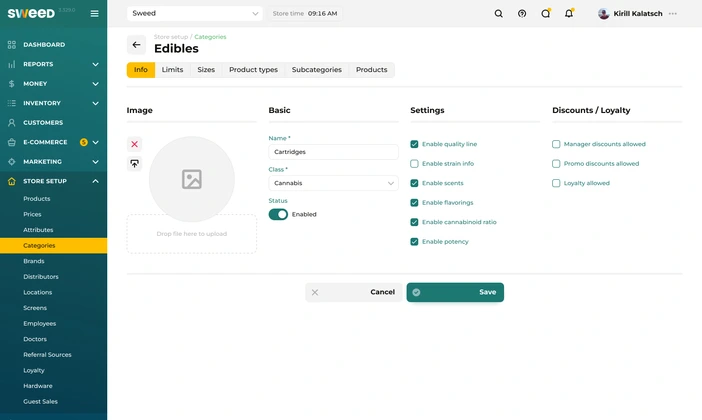 SWEED
Sweed
Store time 09:16 AM
Kirill Kalatsch
DASHBOARD
REPORTS
MONEY
INVENTORY
CUSTOMERS
E-COMMERCE 5
MARKETING
STORE SETUP
Products
Prices
Attributes
Categories
Brands
Distributors
Locations
Screens
Employees
Doctors
Referral Sources
Loyalty
Hardware
Guest Sales
Store setup / Categories
Edibles
Info Limits Sizes Product types Subcategories Products
Image
Drop file here to upload
Basic
Name *
Cartridges
Class *
Cannabis
Status
Enabled
Settings
Enable quality line
Enable strain info
Enable scents
Enable flavorings
Enable cannabinoid ratio
Enable potency
Discounts / Loyalty
Manager discounts allowed
Promo discounts allowed
Loyalty allowed
Cancel
Save